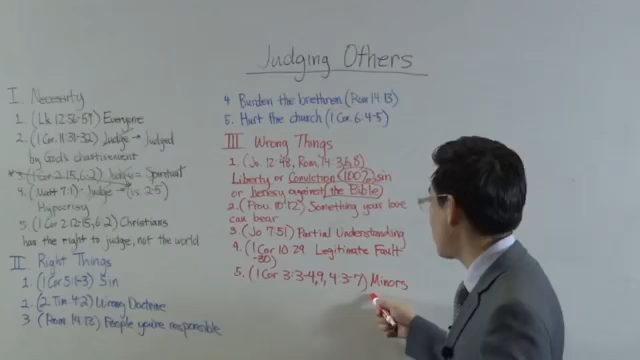 Judging Others
I. Necessity
1. (Lk 12:56-57) Everyone
2. (1 Cor. 11:31-32) Judge → Judged
by God's chastisement
*3. (1 Cor 2:15, 6:2) Judge = Spiritual
4. (Matt 7:1) Judge → (vs 2-5)
Hypocrisy
5. (1 Cor 2:12-15, 6:2) Christians
has the right to judge, not the world
II Right Things
1 (1 Cor 5:1-3) Sin
2. (2 Tim 4:2) Wrong Doctrine
3 (Rom 14:12) People you're responsible
4 Burden the brethren (Rom 14:13)
5. Hurt the church (1 Cor. 6:4-5)
III Wrong Things
1. (Jo. 12:48, Rom 14:3,6,8)
Liberty or Conviction (100% sin
or heresy against the Bible)
2. (Prov 10:12) Something your love
can bear
3. (Jo 7:51) Partial Understanding
4. (1 Cor 10:29 Legitimate Fault
-30)
5. (1 Cor 3:3-4,9, 4:3-7) Minors